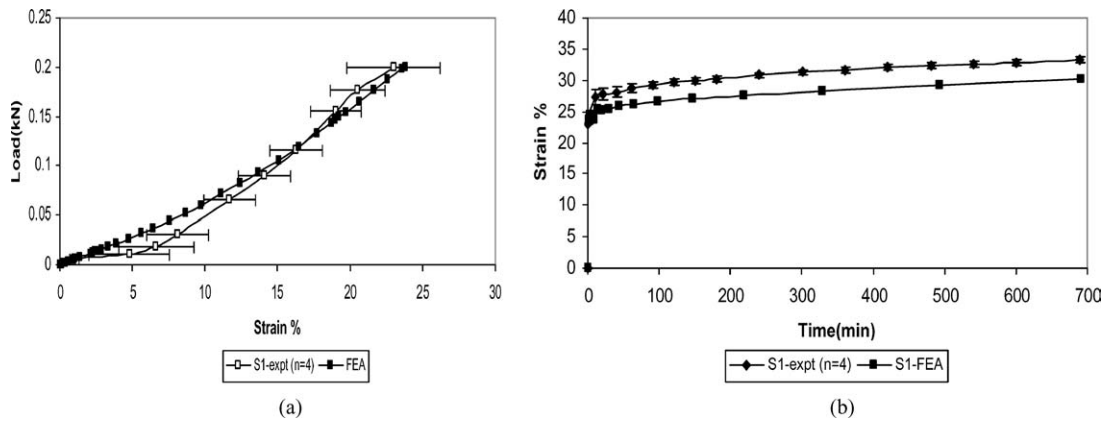 0.25
0.2
0.15
0.1
0.05
0
Load(kN)
0 5 10 15 20 25 30
Strain %
S1-expt (n=4) FEA
(a)
40
35
30
25
20
15
10
5
0
Strain %
0 100 200 300 400 500 600 700
Time(min)
S1-expt (n=4) S1-FEA
(b)